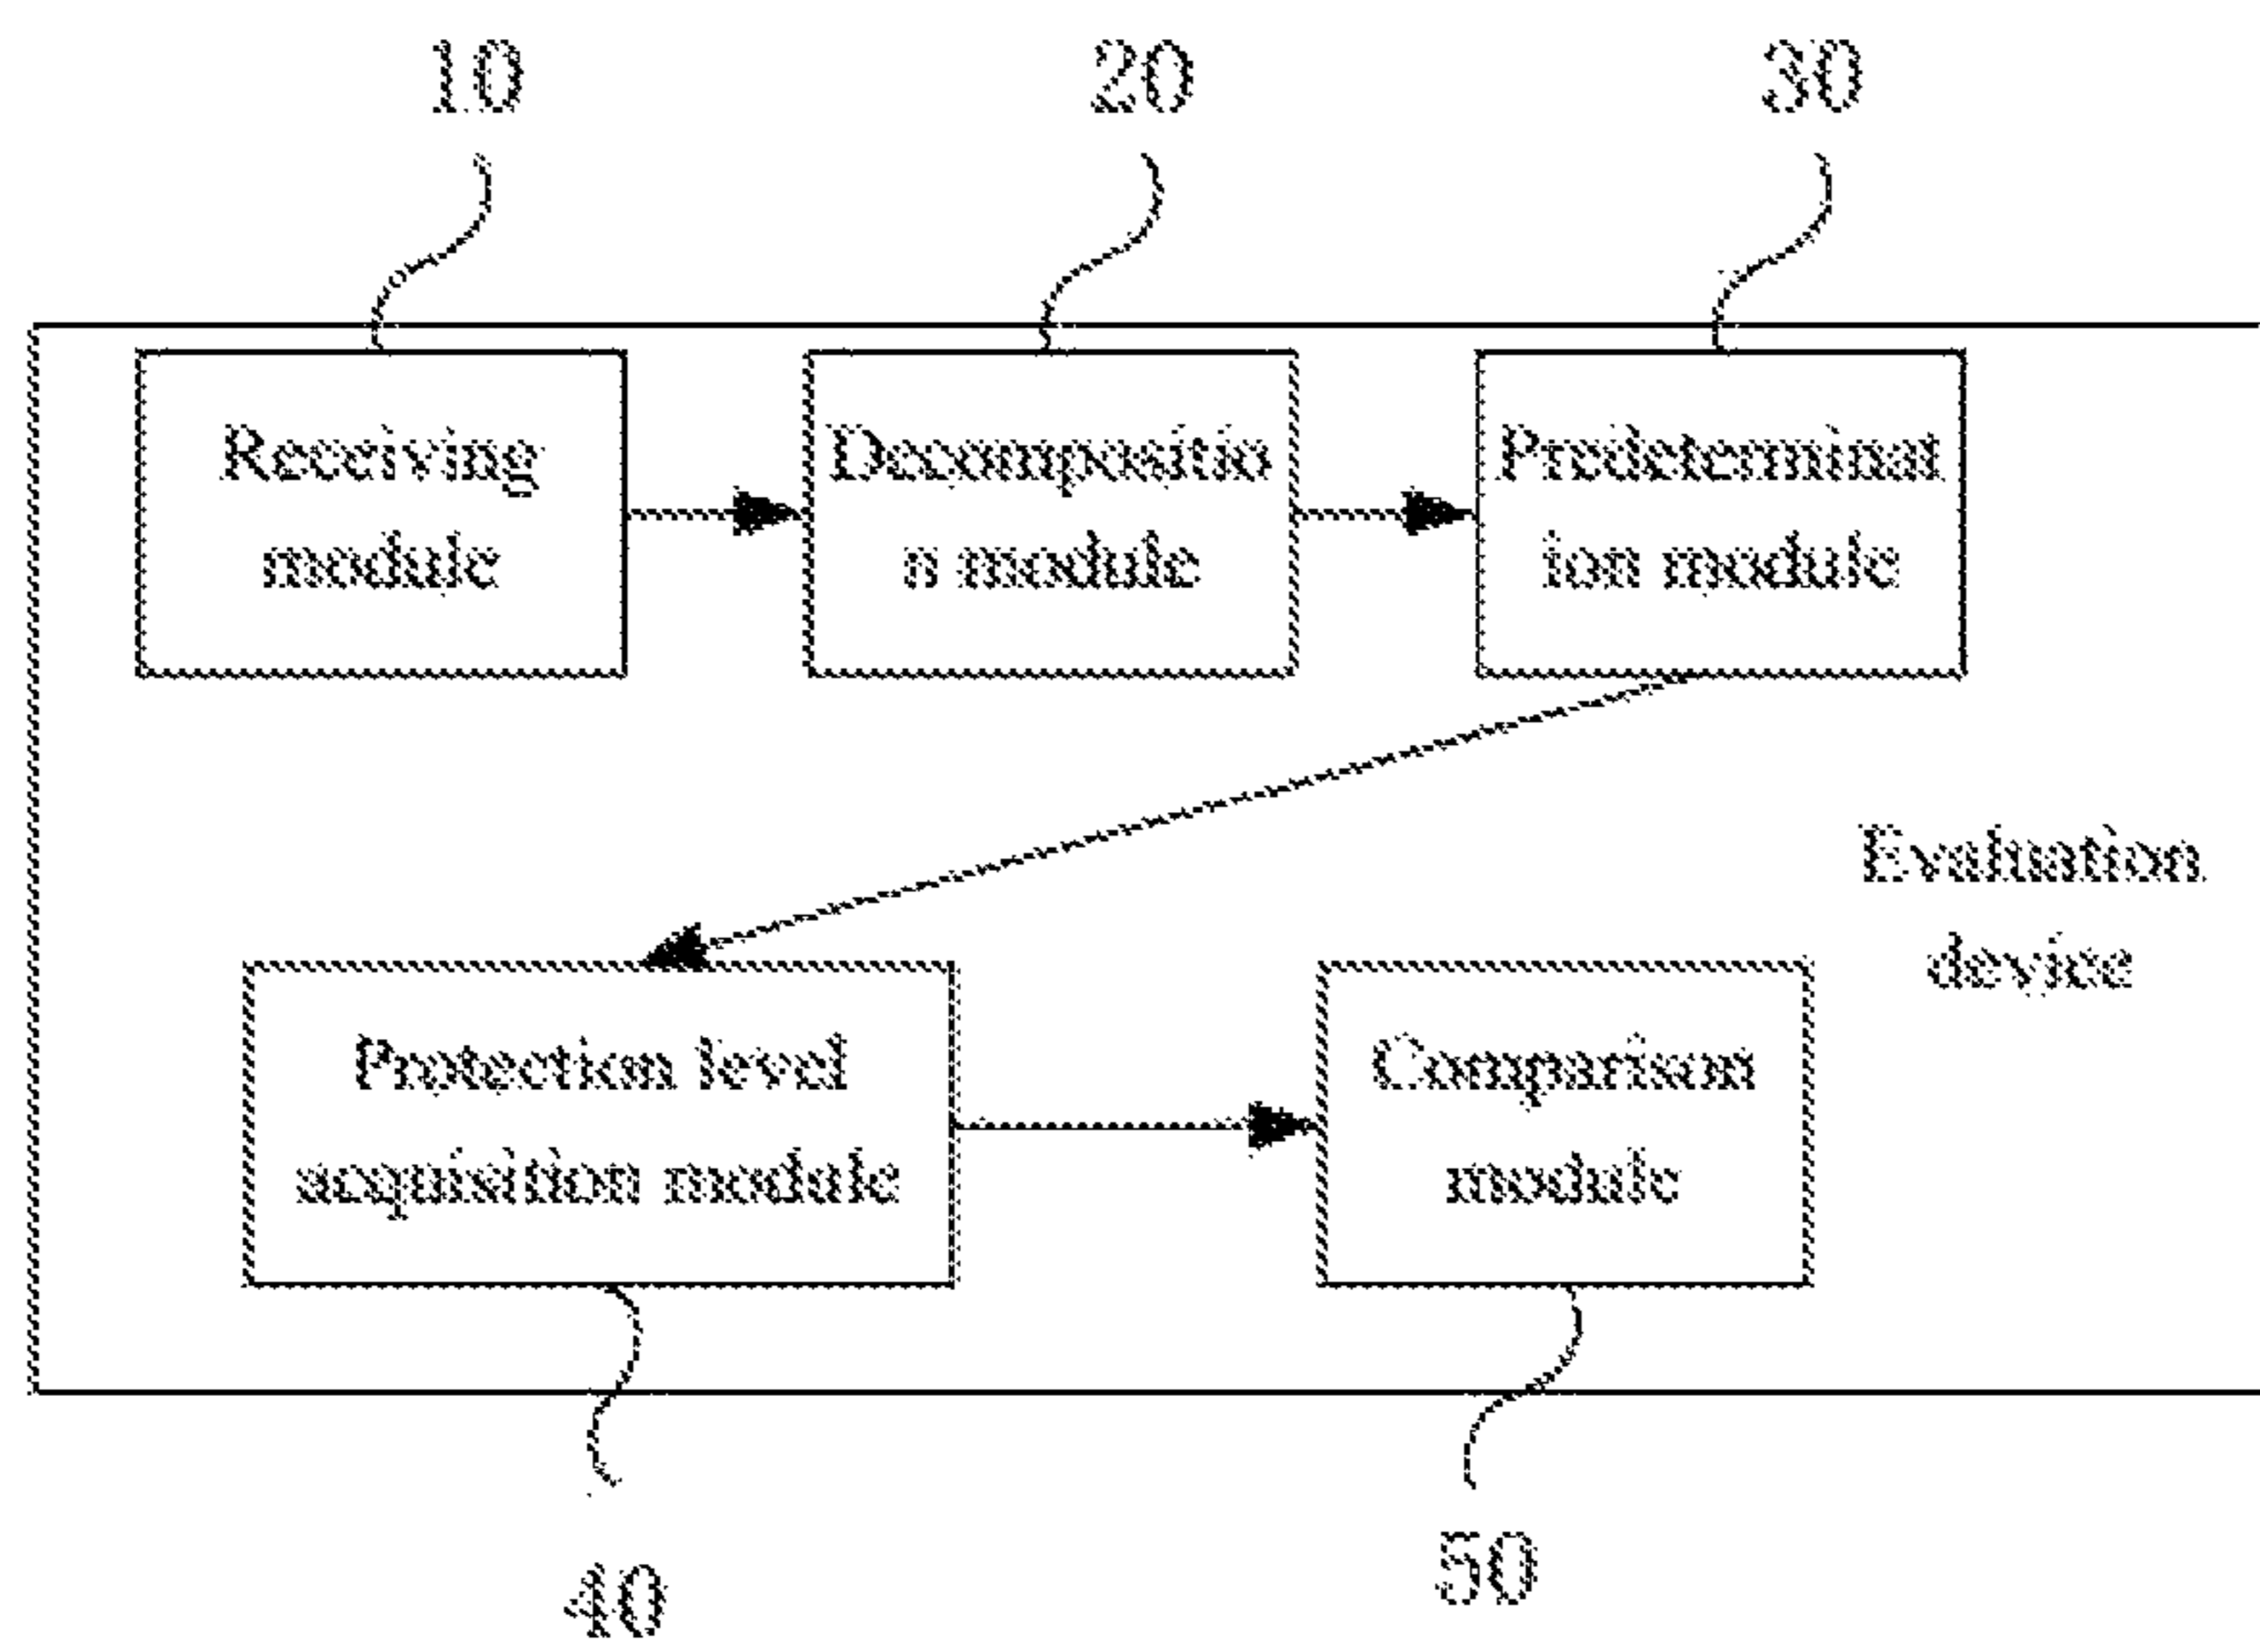 10
20
30
Receiving
module
Decompositio
n module
Predeterminat
ion module
Evaluation
device
Protection level
acquisition module
Comparison
module
40
50